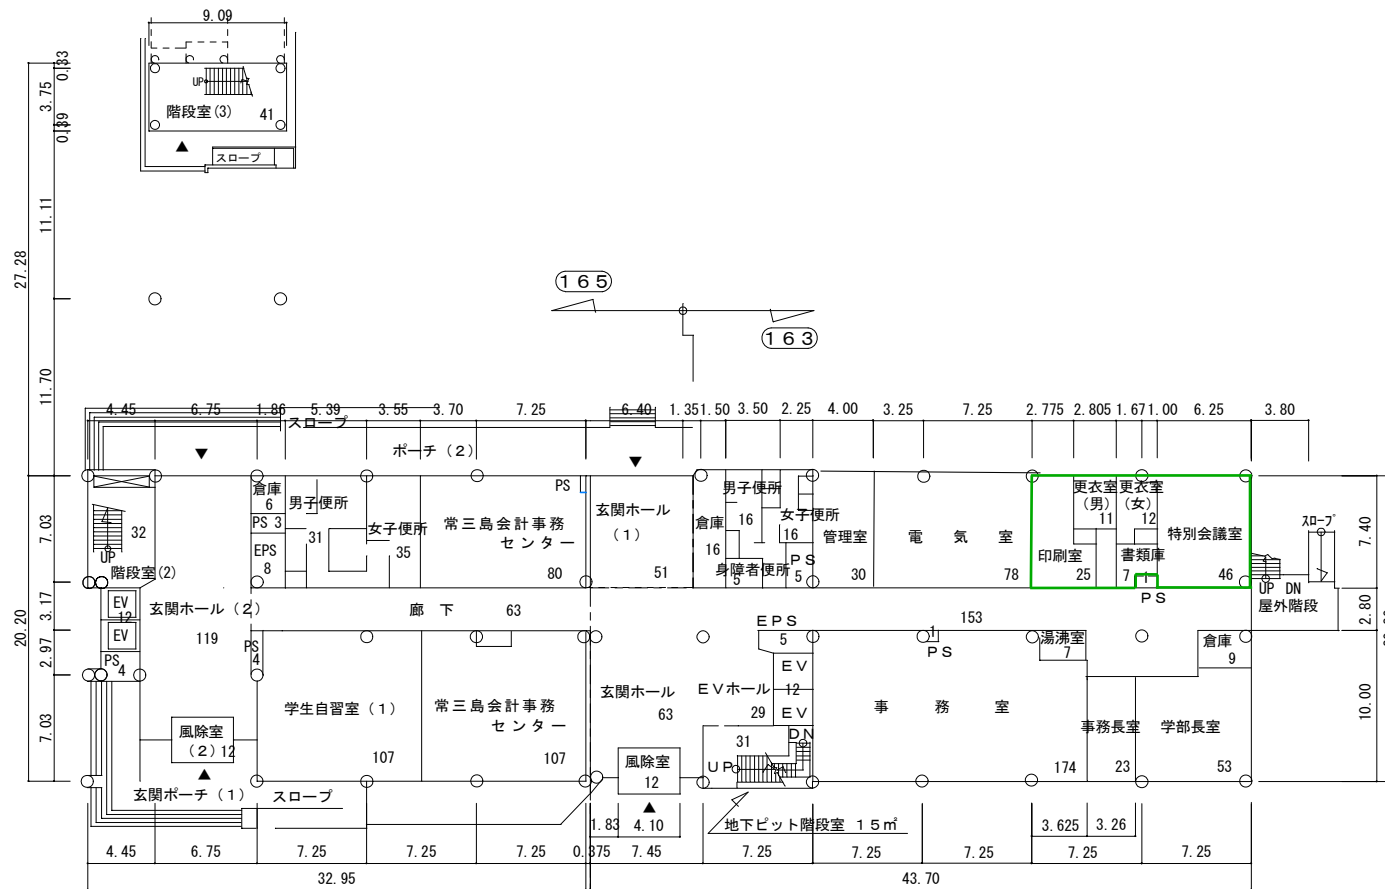 9.09
0.33
3.75
0.39
UP
階段室(3)
41
▲
スロープ
11.11
27.28
165
163
11.70
4.45 6.75 1.86 5.39 3.55 3.70 7.25 6.40 1.35 1.50 3.50 2.25 4.00 3.25 7.25 2.775 2.805 1.67 1.00 6.25 3.80
スロープ
ポーチ(2)
▼
▼
7.03
3.17
20.20
2.97
7.03
32
UP
階段室(2)
倉庫
6
PS 3
EPS
8
男子便所
31
女子便所
35
常三島会計事務
センター
80
PS
玄関ホール
(1)
51
倉庫
16
男子便所
16
女子便所
16
身障者便所
5
PS
5
管理室
30
電気室
78
印刷室
25
更衣室
(男)
11
更衣室
(女)
12
書類庫
7
1
PS
特別会議室
46
スロープ
UP DN
屋外階段
7.40
2.80
10.00
EV
12
EV
PS
4
玄関ホール(2)
119
PS
4
廊下 63
153
EPS
5
学生自習室(1)
107
常三島会計事務
センター
107
玄関ホール
63
EVホール
29
EV
12
EV
DN
31
UP
事務室
174
1
PS
湯沸室
7
事務長室
23
学部長室
53
倉庫
9
風除室
(2)12
▲
玄関ポーチ(1)
スロープ
風除室
12
▲
地下ピット階段室 15㎡
1.83 4.10
3.625 3.26
4.45 6.75 7.25 7.25 7.25 0.375 7.45 7.25 7.25 7.25 7.25 7.25
32.95
43.70